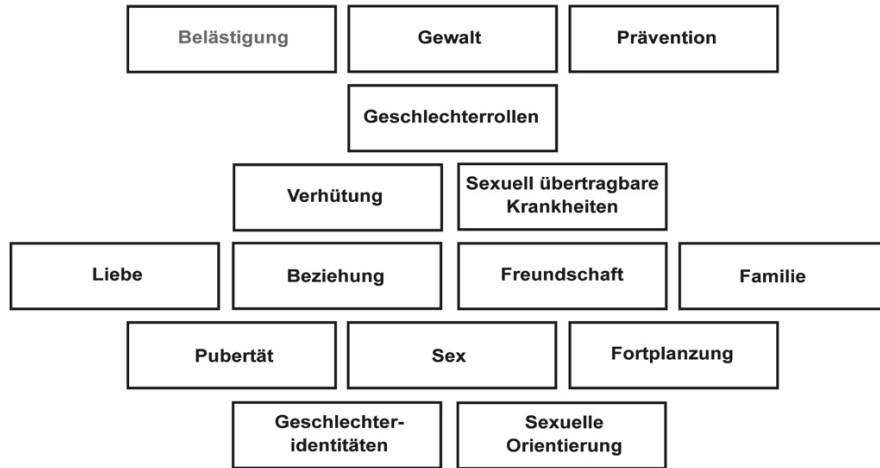 Belästigung
Gewalt
Prävention
Geschlechterrollen
Verhütung
Sexuell übertragbare
Krankheiten
Liebe
Beziehung
Freundschaft
Familie
Pubertät
Sex
Fortplanzung
Geschlechter-
identitäten
Sexuelle
Orientierung